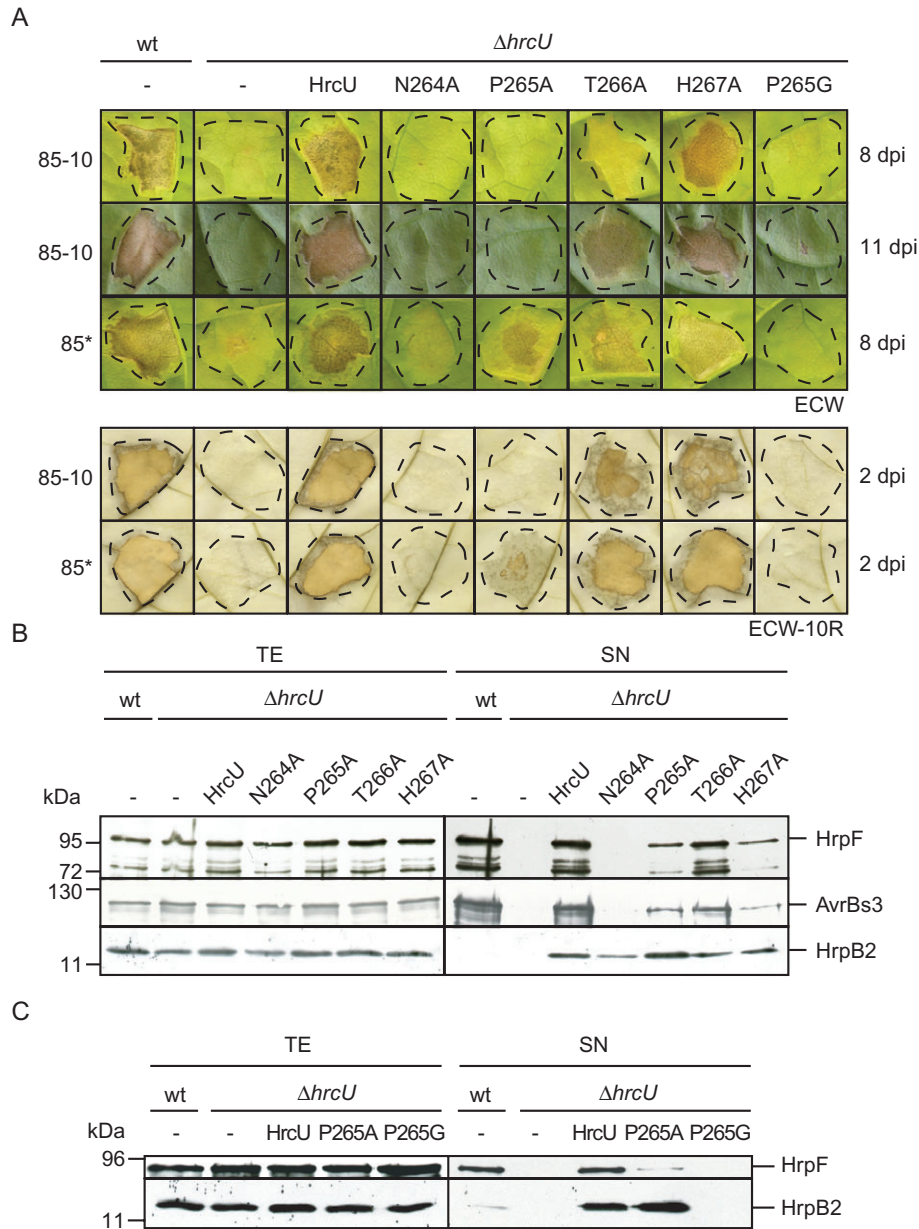 A
wt ΔhrcU
- - HrcU N264A P265A T266A H267A P265G
85-10 8 dpi
85-10 11 dpi
85* 8 dpi
ECW
85-10 2 dpi
85* 2 dpi
ECW-10R
B
TE SN
wt ΔhrcU wt ΔhrcU
kDa - - HrcU N264A P265A T266A H267A - - HrcU N264A P265A T266A H267A
95 HrpF
72
130 AvrBs3
HrpB2
11
C
TE SN
wt ΔhrcU wt ΔhrcU
kDa - - HrcU P265A P265G - - HrcU P265A P265G
96 HrpF
HrpB2
11